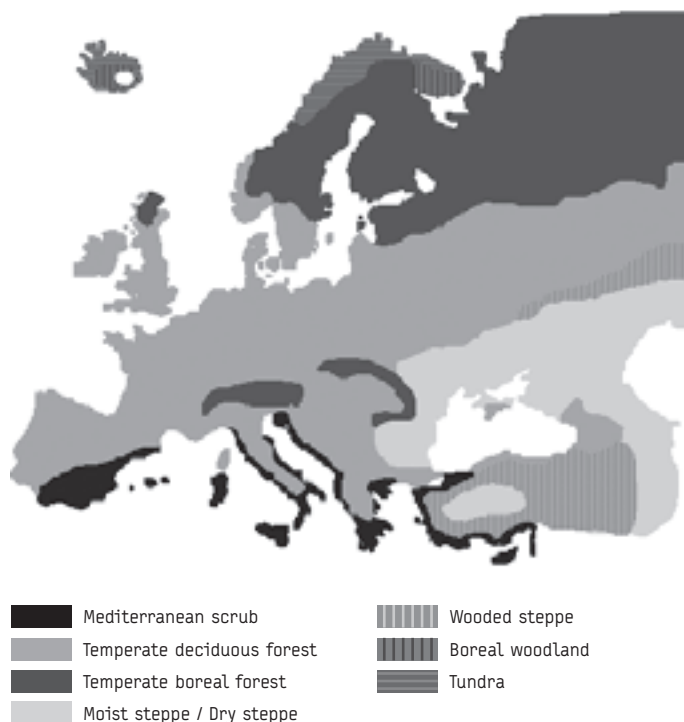 Mediterranean scrub
Temperate deciduous forest
Temperate boreal forest
Moist steppe / Dry steppe
Wooded steppe
Boreal woodland
Tundra